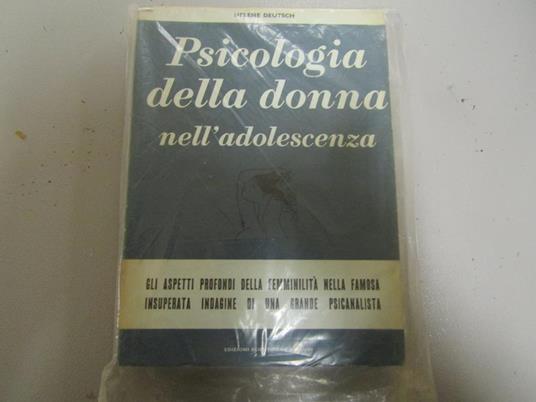 HELENE DEUTSCH
Psicologia
della donna
nell'adolescenza
GLI ASPETTI PROFONDI DELLA FEMMINILITÀ NELLA FAMOSA
INSUPERATA INDAGINE DI UNA GRANDE PSICANALISTA
EDIZIONI